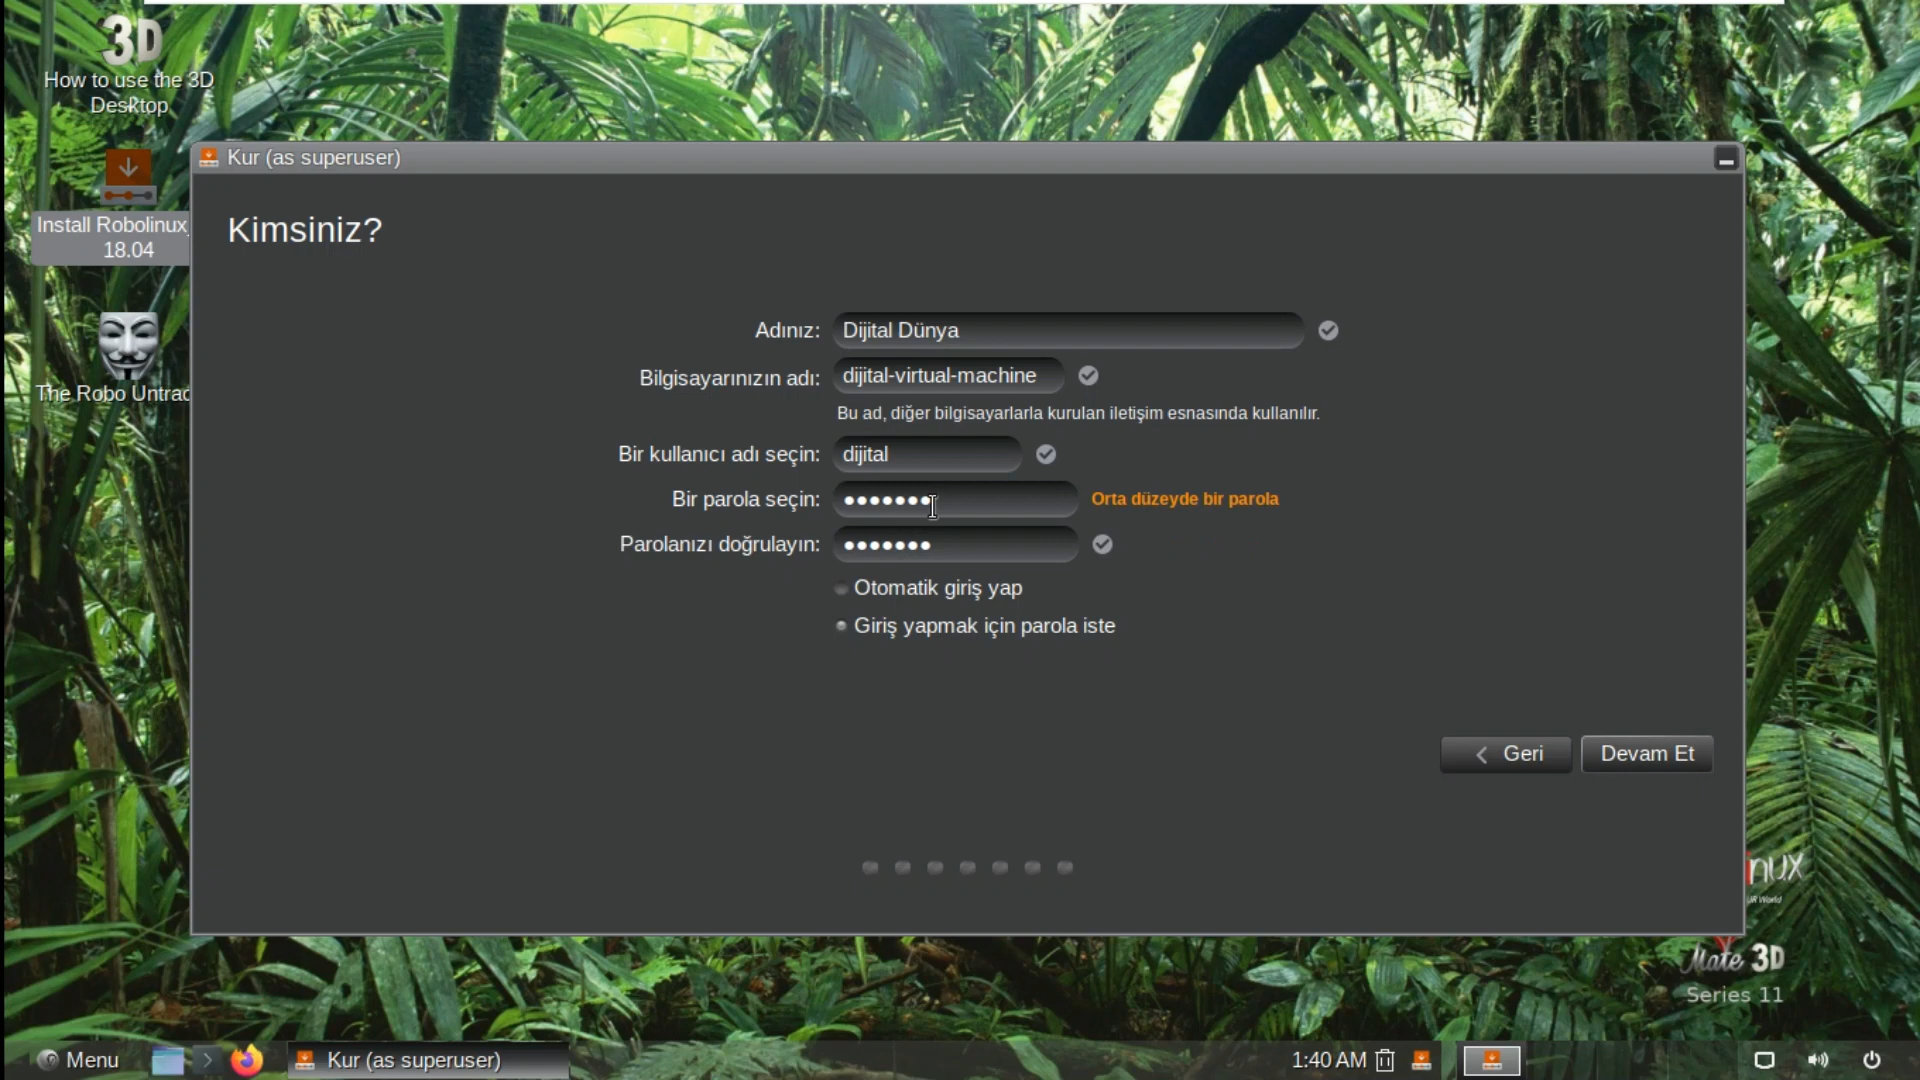 3D
How to use the 3D
Desktop
Install Robolinux
18.04
The Robo Untrac
Kur (as superuser)
Kimsiniz?
Adınız: Dijital Dünya
Bilgisayarınızın adı: dijital-virtual-machine
Bu ad, diğer bilgisayarlarla kurulan iletişim esnasında kullanılır.
Bir kullanıcı adı seçin: dijital
Bir parola seçin: ●●●●●●● Orta düzeyde bir parola
Parolanızı doğrulayın: ●●●●●●●
Otomatik giriş yap
Giriş yapmak için parola iste
Geri Devam Et
inux
UR World
Mate 3D
Series 11
Menu Kur (as superuser) 1:40 AM